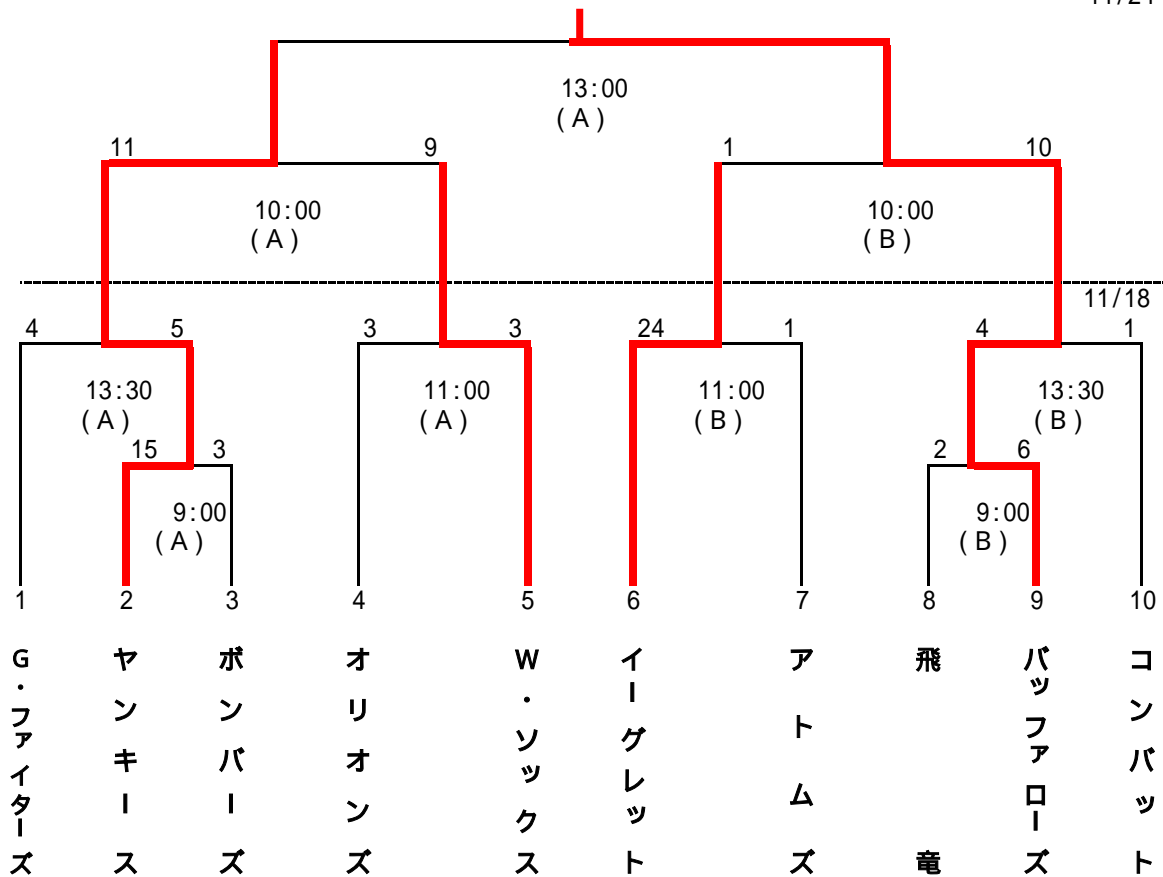 13:00
(A)
11
9
1
10
10:00
(A)
10:00
(B)
11/18
4
5
3
3
24
1
4
1
13:30
(A)
11:00
(A)
11:00
(B)
13:30
(B)
15
3
2
6
9:00
(A)
9:00
(B)
1
2
3
4
5
6
7
8
9
10
G・ファイターズ
ヤンキース
ボンバーズ
オリオンズ
W・ソックス
イーグレット
アトムズ
飛竜
バッファローズ
コンバット